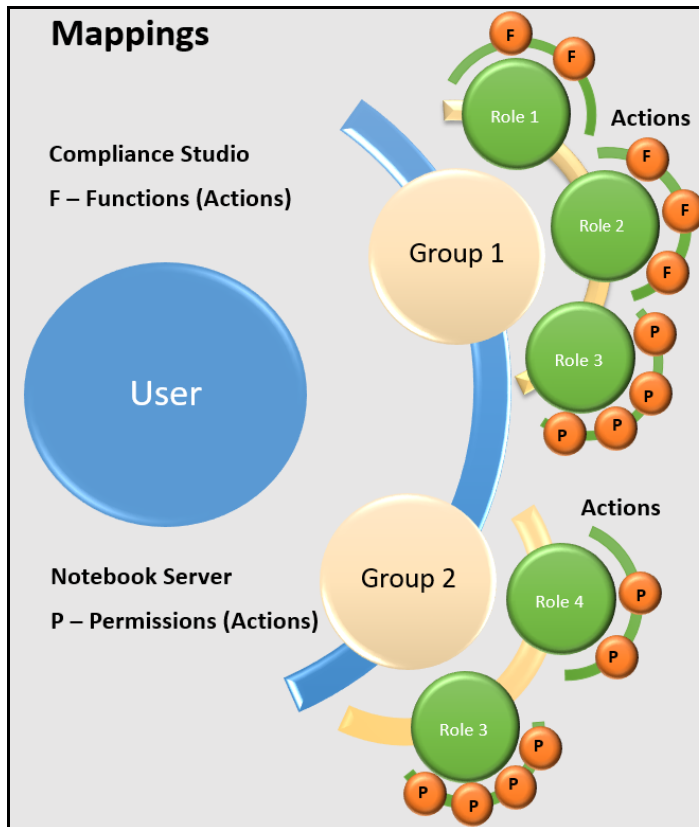 Mappings
Compliance Studio
F – Functions (Actions)
User
Notebook Server
P – Permissions (Actions)
Group 1
Role 1
F
F
Actions
Role 2
F
F
F
Role 3
P
P
P
P
Group 2
Actions
Role 4
P
P
Role 3
P
P
P
P